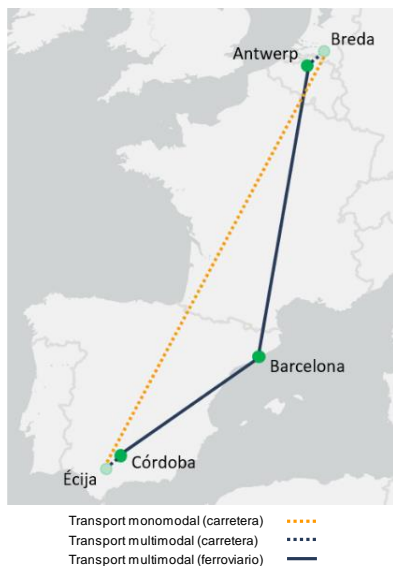 Breda
Antwerp
Barcelona
Córdoba
Écija
Transport monomodal (carretera)
Transport multimodal (carretera)
Transport multimodal (ferroviario)